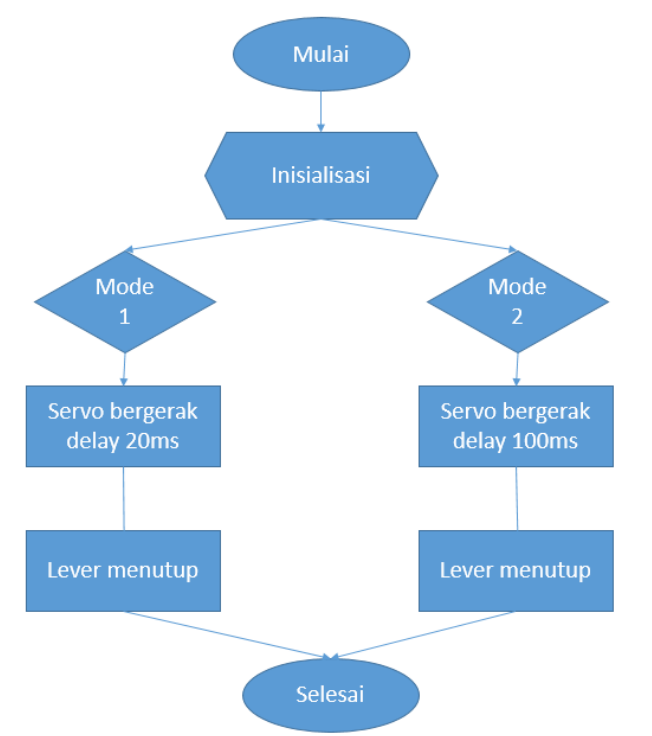 Mulai
Inisialisasi
Mode
1
Servo bergerak
delay 20ms
Lever menutup
Mode
2
Servo bergerak
delay 100ms
Lever menutup
Selesai